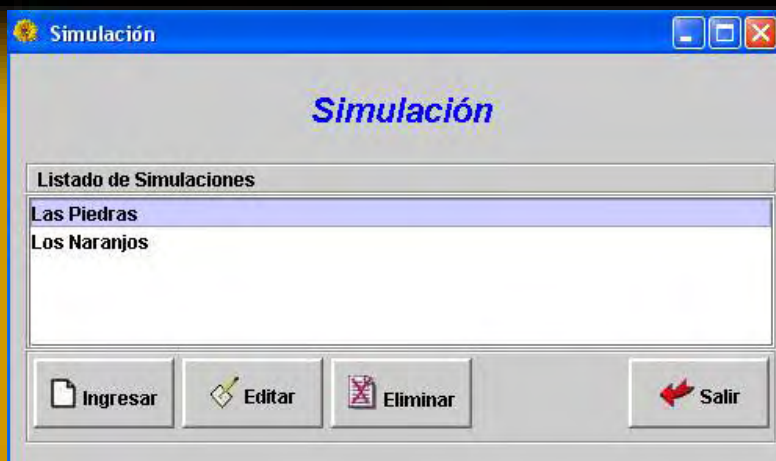 Simulación
Simulación
Listado de Simulaciones
Las Piedras
Los Naranjos
Ingresar Editar Eliminar Salir